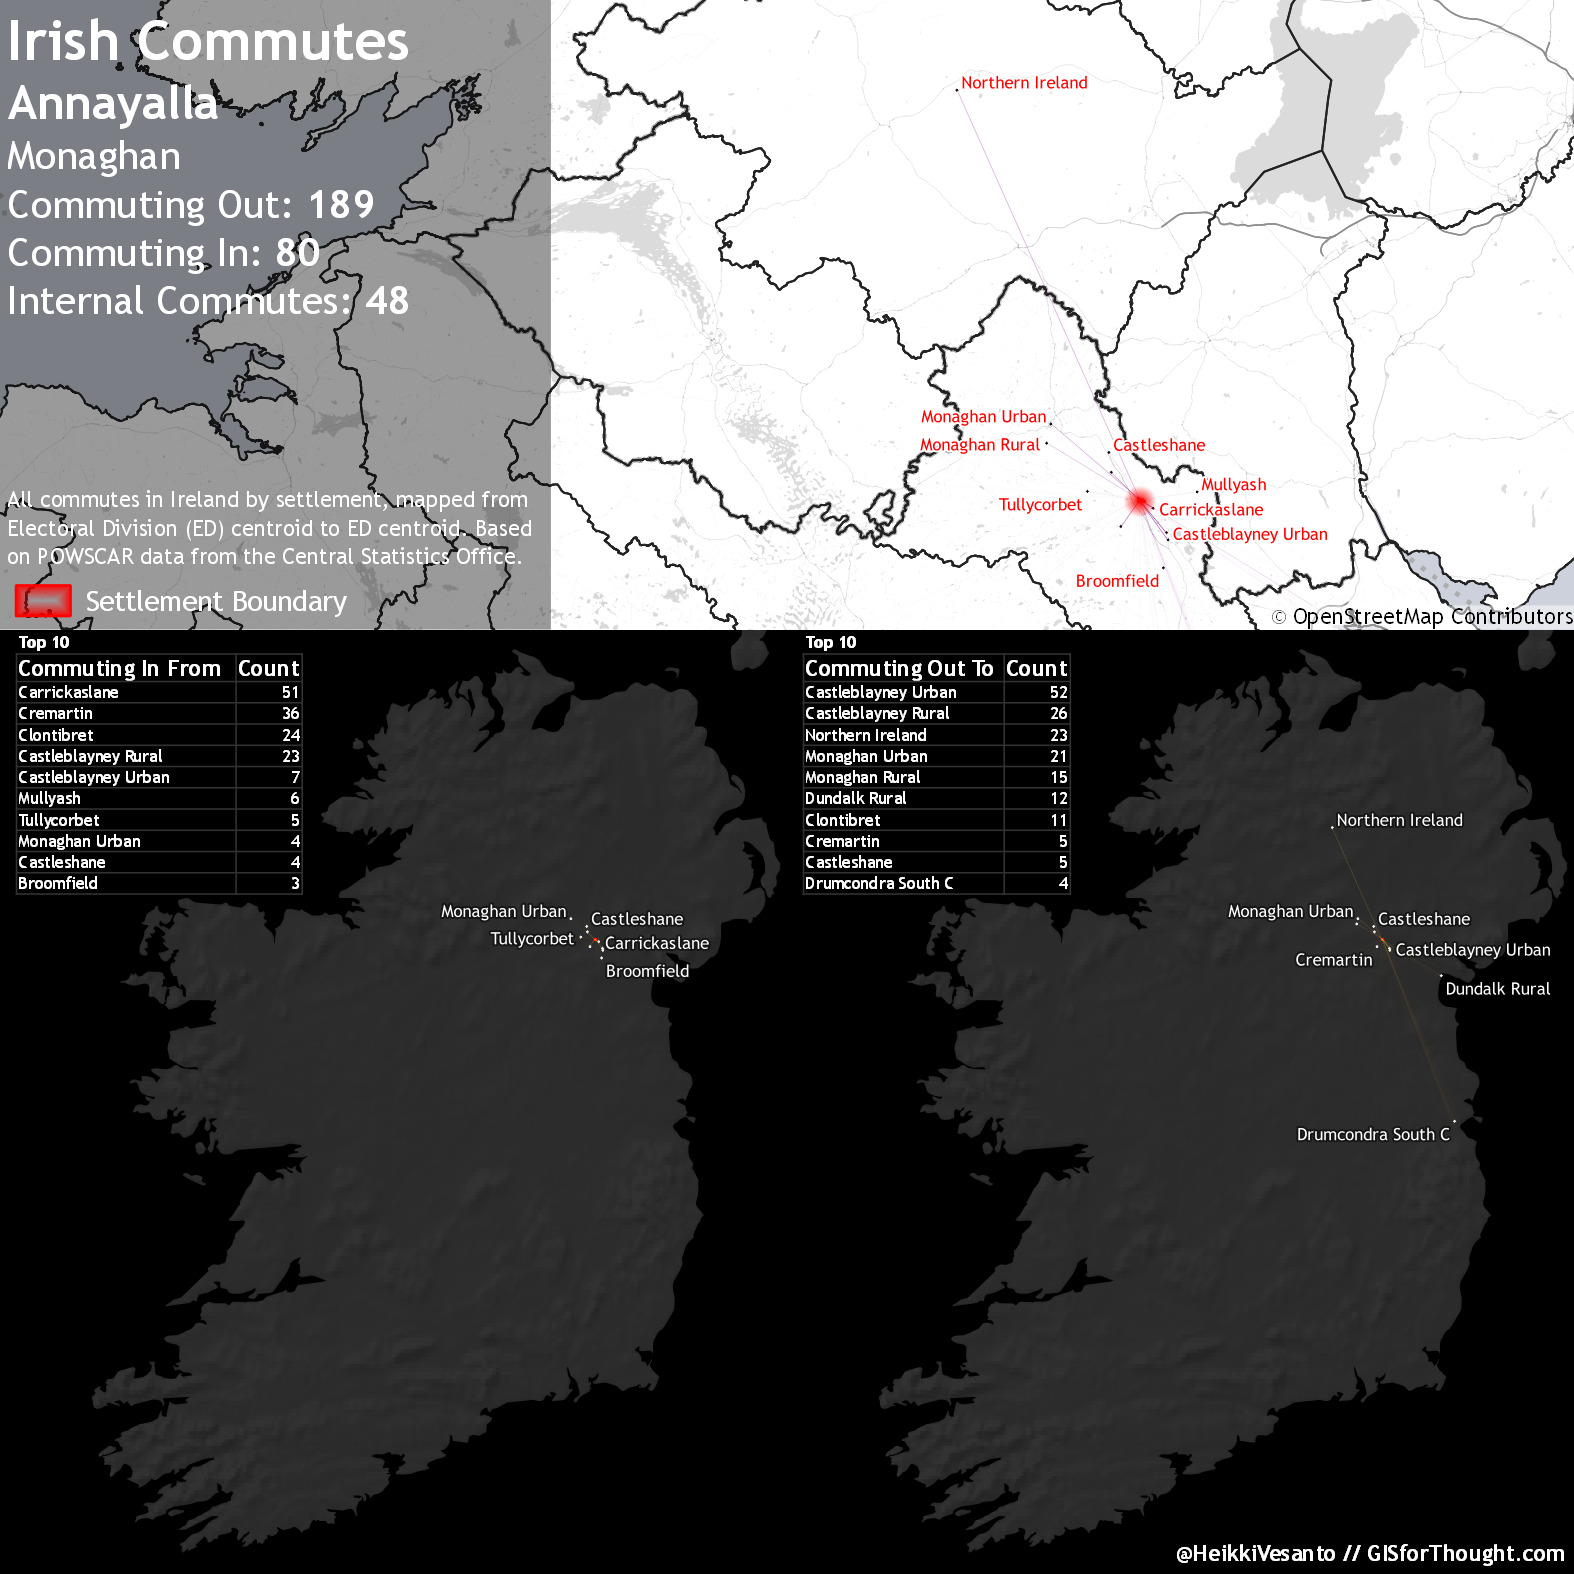 Irish Commutes
Annayalla
Monaghan
Commuting Out: 189
Commuting In: 80
Internal Commutes: 48
All commutes in Ireland by settlement, mapped from
Electoral Division (ED) centroid to ED centroid. Based
on POWSCAR data from the Central Statistics Office.
Settlement Boundary
Northern Ireland
Monaghan Urban
Monaghan Rural
Castleshane
Mullyash
Tullycorbet
Carrickaslane
Castleblayney Urban
Broomfield
© OpenStreetMap Contributors
Top 10
Commuting In From Count
Carrickaslane 51
Cremartin 36
Clontibret 24
Castleblayney Rural 23
Castleblayney Urban 7
Mullyash 6
Tullycorbet 5
Monaghan Urban 4
Castleshane 4
Broomfield 3
Monaghan Urban
Castleshane
Tullycorbet
Carrickaslane
Broomfield
Top 10
Commuting Out To Count
Castleblayney Urban 52
Castleblayney Rural 26
Northern Ireland 23
Monaghan Urban 21
Monaghan Rural 15
Dundalk Rural 12
Clontibret 11
Cremartin 5
Castleshane 5
Drumcondra South C 4
Northern Ireland
Monaghan Urban
Castleshane
Castleblayney Urban
Cremartin
Dundalk Rural
Drumcondra South C
@HeikkiVesanto // GISforThought.com